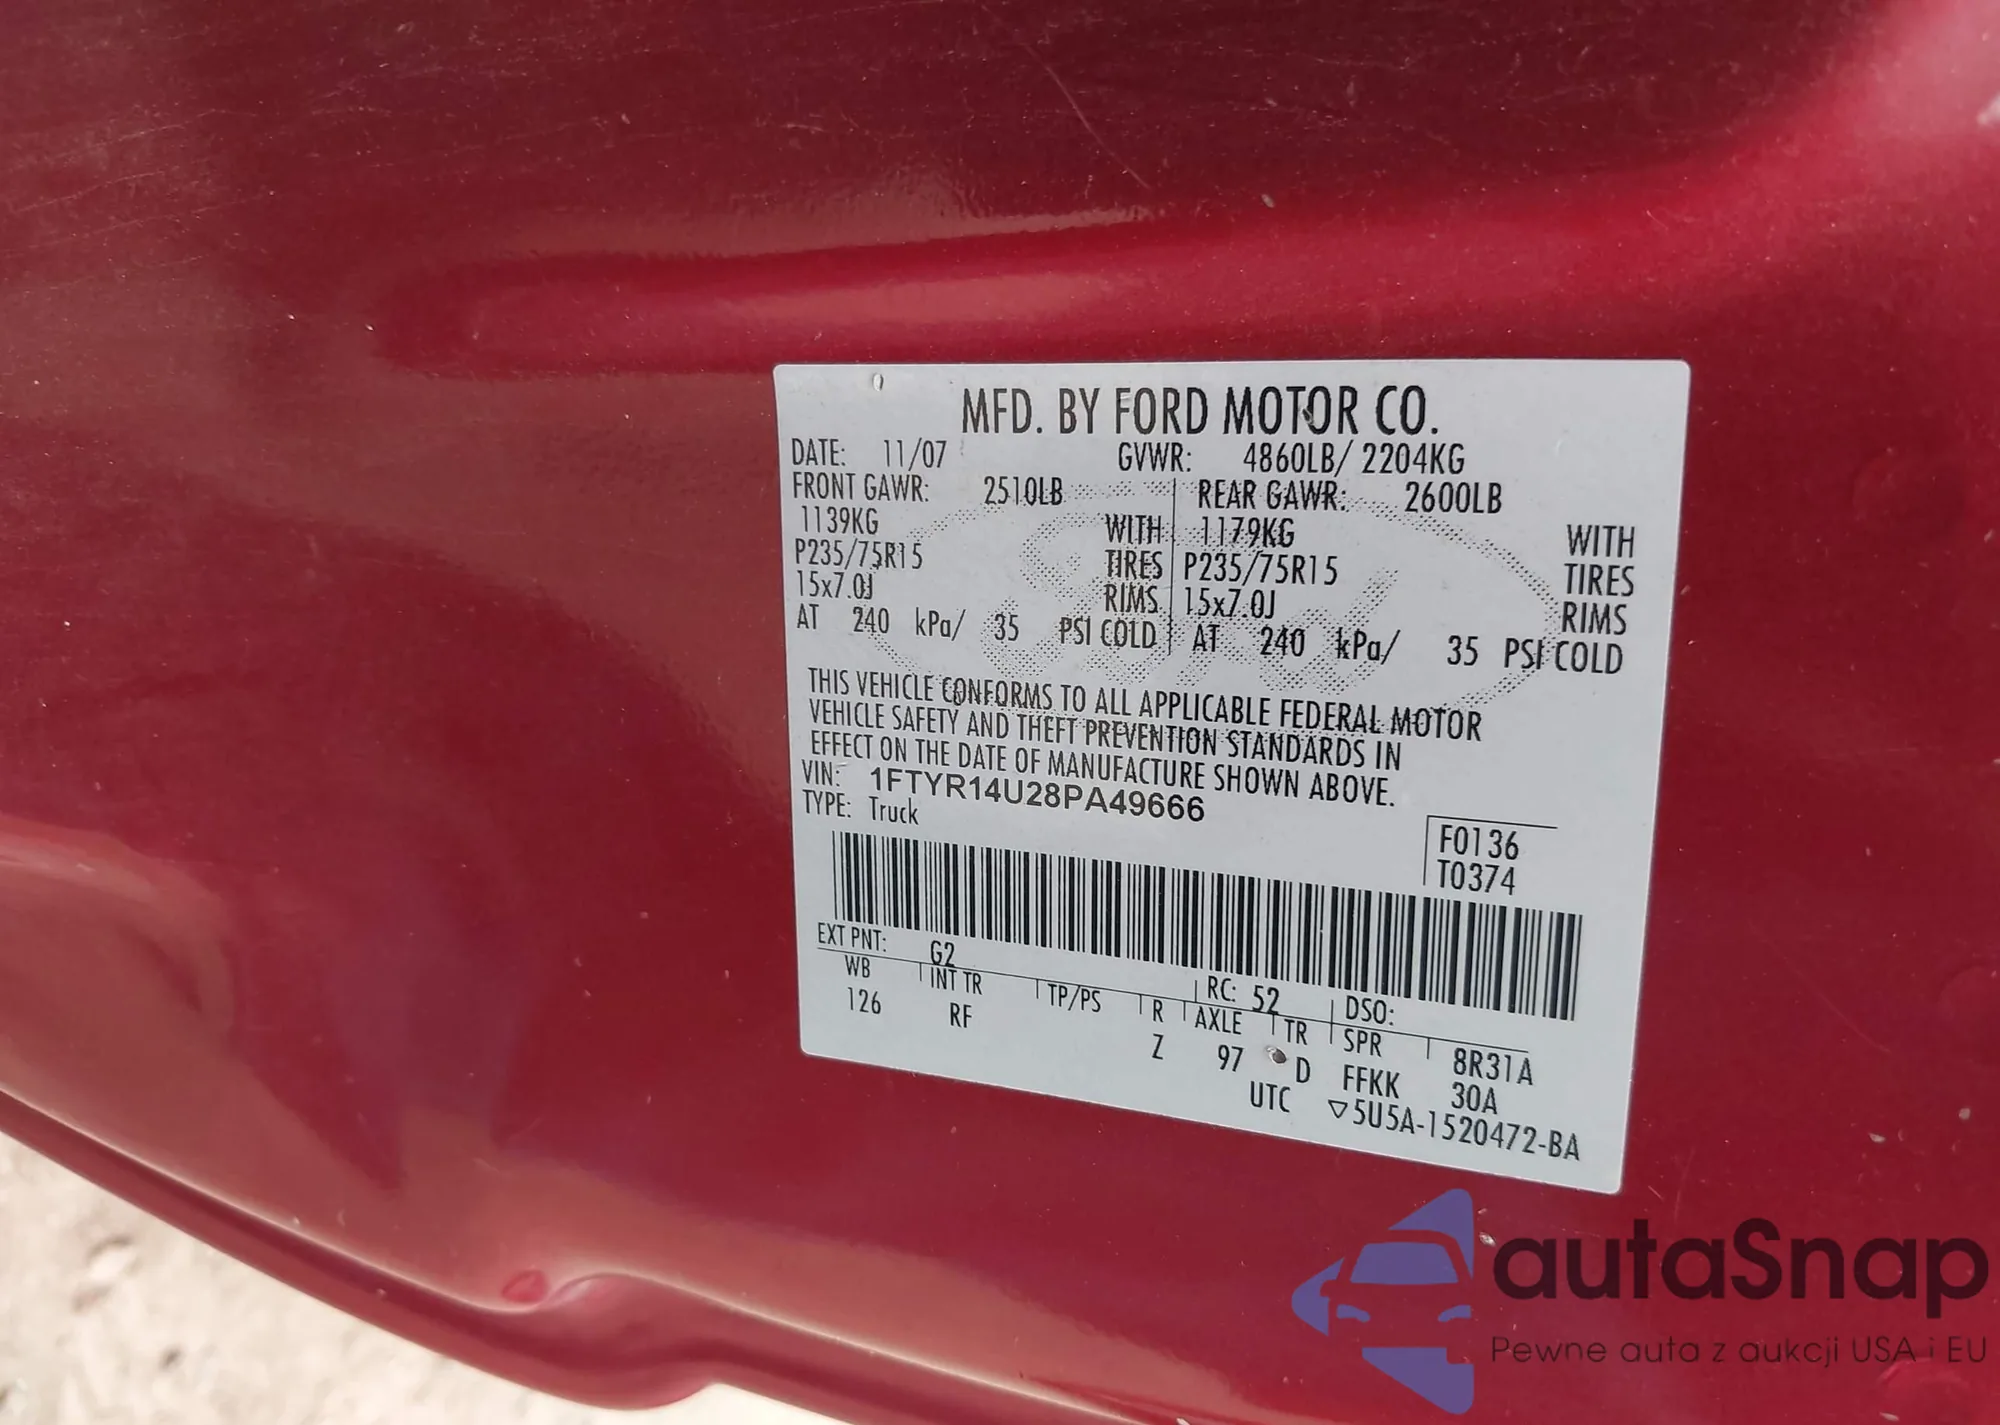 MFD. BY FORD MOTOR CO.
DATE: 11/07 GVWR: 4860LB/ 2204KG
FRONT GAWR: 2510LB REAR GAWR: 2600LB
1139KG WITH 1179KG WITH
P235/75R15 TIRES P235/75R15 TIRES
15x7.0J RIMS 15x7.0J RIMS
AT 240 kPa/ 35 PSI COLD AT 240 kPa/ 35 PSI COLD
THIS VEHICLE CONFORMS TO ALL APPLICABLE FEDERAL MOTOR
VEHICLE SAFETY AND THEFT PREVENTION STANDARDS IN
EFFECT ON THE DATE OF MANUFACTURE SHOWN ABOVE.
VIN: 1FTYR14U28PA49666
TYPE: Truck
F0136
T0374
EXT PNT: G2 RC: 52 DSO:
WB INT TR TP/PS R AXLE TR SPR 8R31A
126 RF Z 97 D FFKK 30A
UTC ▽5U5A-1520472-BA
autaSnap
Pewne auta z aukcji USA i EU